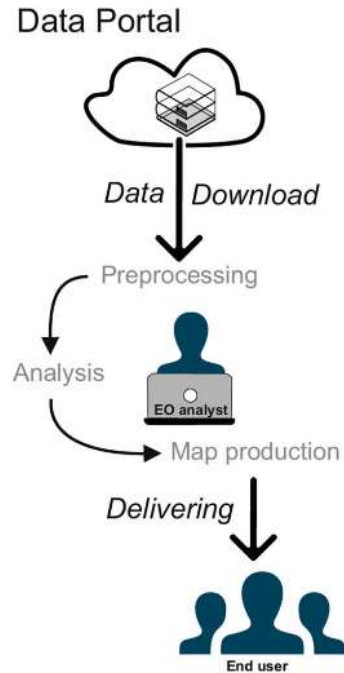 Data Portal
Data Download
Preprocessing
Analysis
EO analyst
Map production
Delivering
End user